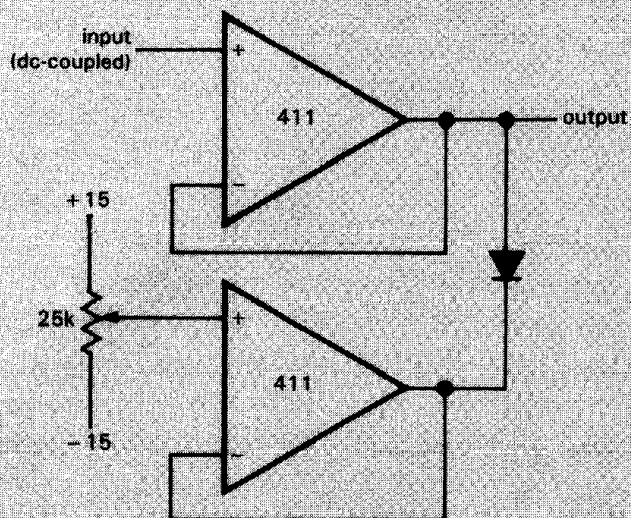 input
(dc-coupled)
+
411
output
−
+ 15
25k
+
411
− 15
−